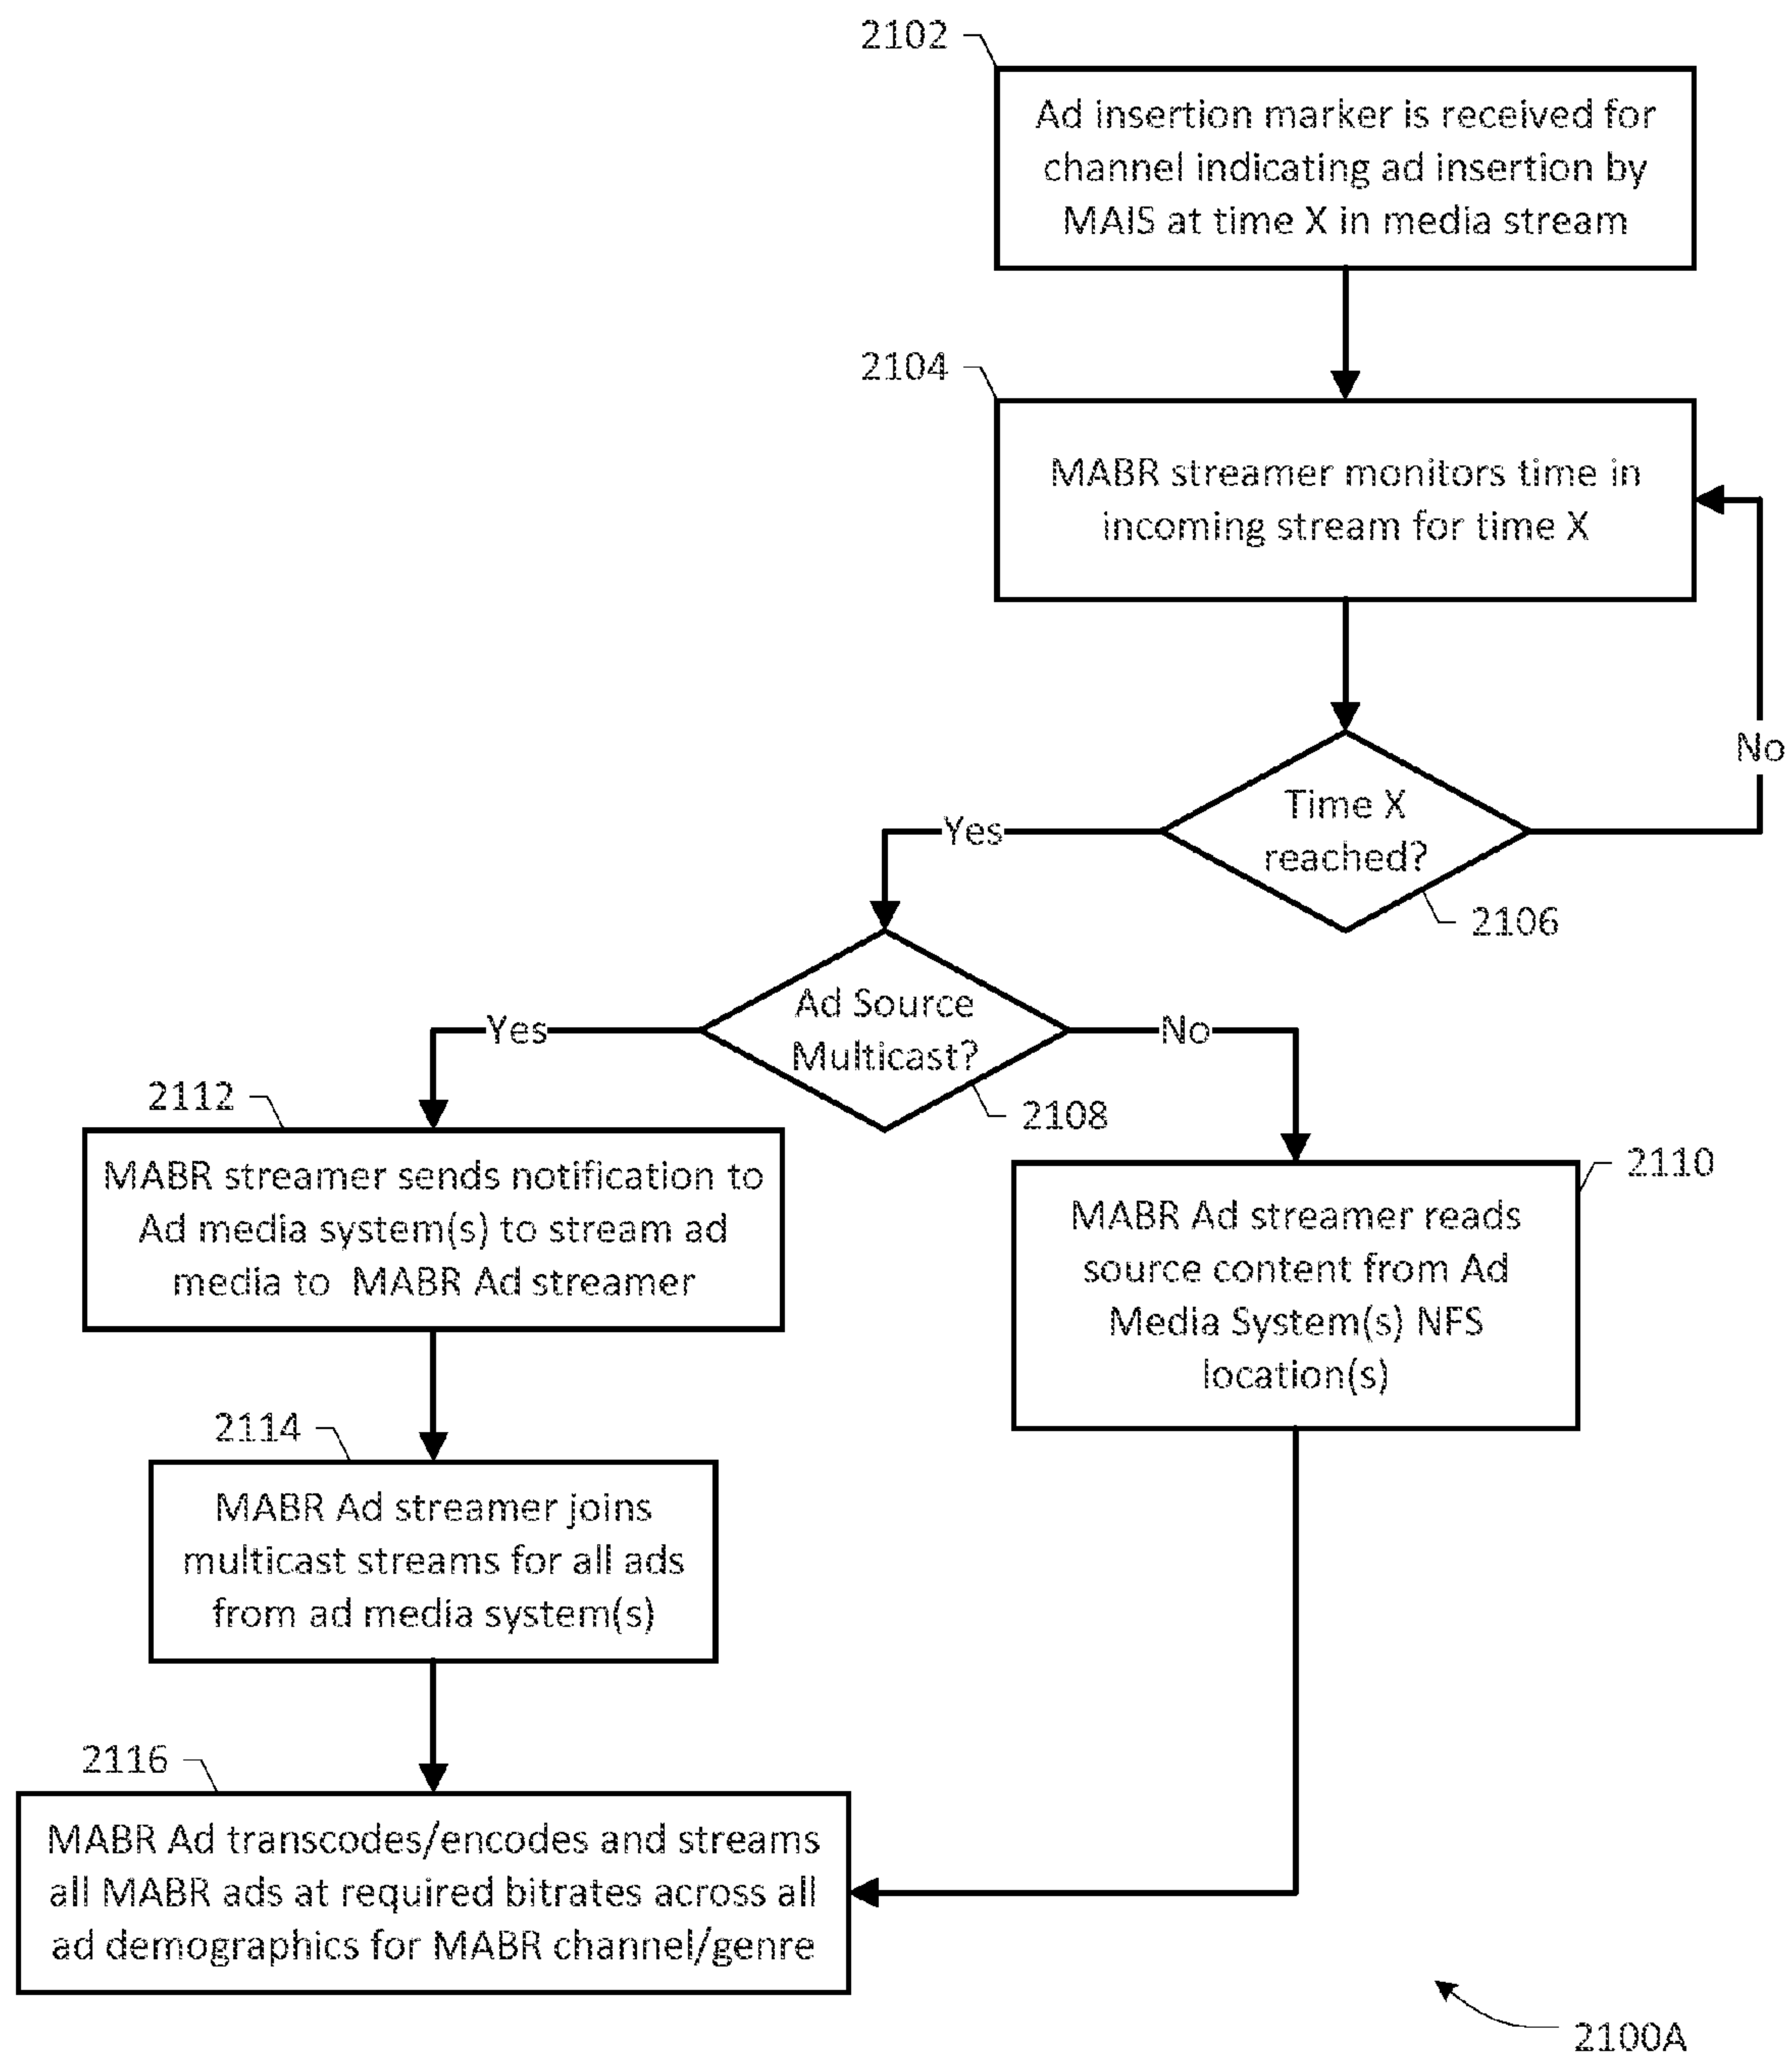 2102
Ad insertion marker is received for
channel indicating ad insertion by
MAIS at time X in media stream
2104
MABR streamer monitors time in
incoming stream for time X
No
Time X
reached?
Yes
2106
Ad Source
Multicast?
Yes
No
2108
2112
MABR streamer sends notification to
Ad media system(s) to stream ad
media to MABR Ad streamer
2110
MABR Ad streamer reads
source content from Ad
Media System(s) NFS
location(s)
2114
MABR Ad streamer joins
multicast streams for all ads
from ad media system(s)
2116
MABR Ad transcodes/encodes and streams
all MABR ads at required bitrates across all
ad demographics for MABR channel/genre
2100A